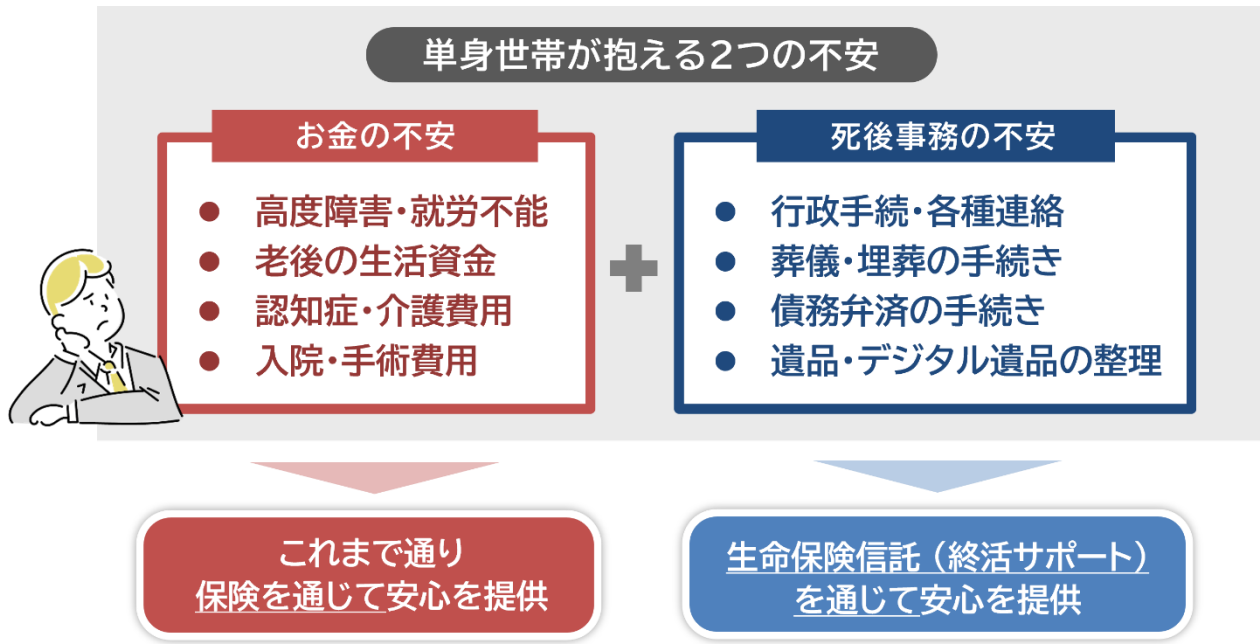 単身世帯が抱える2つの不安
お金の不安
● 高度障害・就労不能
● 老後の生活資金
● 認知症・介護費用
● 入院・手術費用
死後事務の不安
● 行政手続・各種連絡
● 葬儀・埋葬の手続き
● 債務弁済の手続き
● 遺品・デジタル遺品の整理
これまで通り
保険を通じて安心を提供
生命保険信託（終活サポート）
を通じて安心を提供